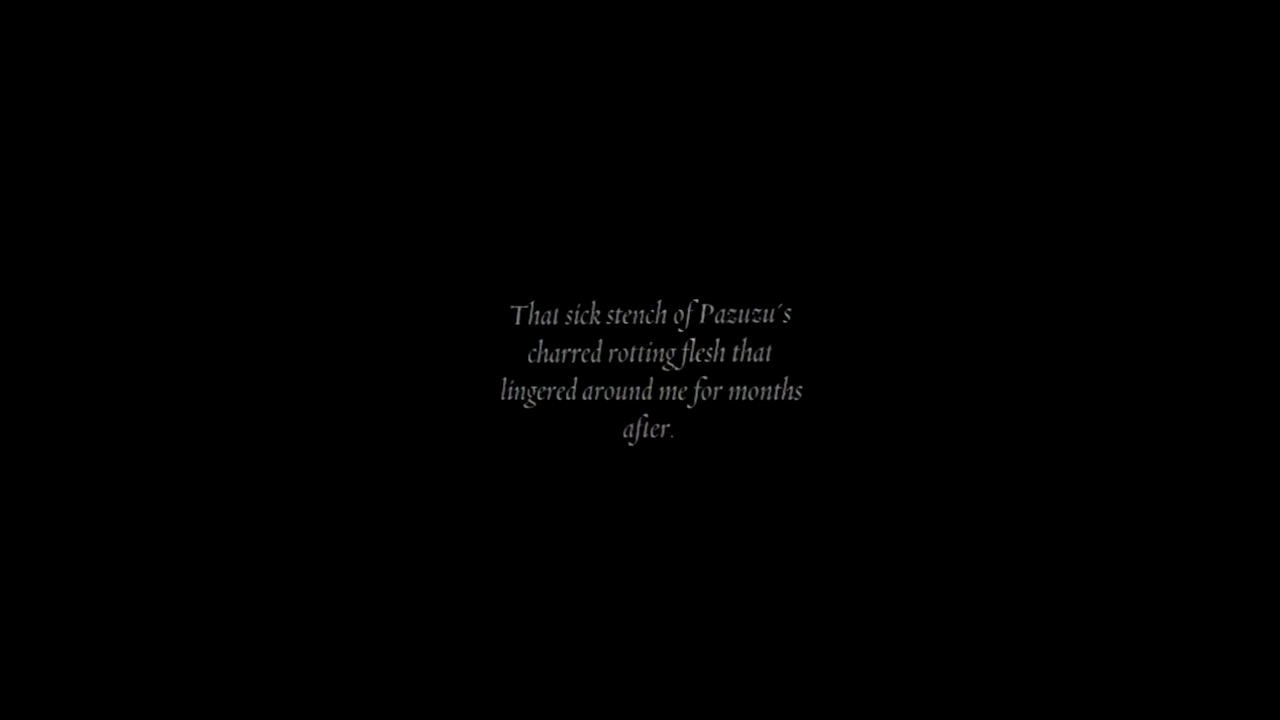 That sick stench of Pazuzu´s
charred rotting flesh that
lingered around me for months
after.